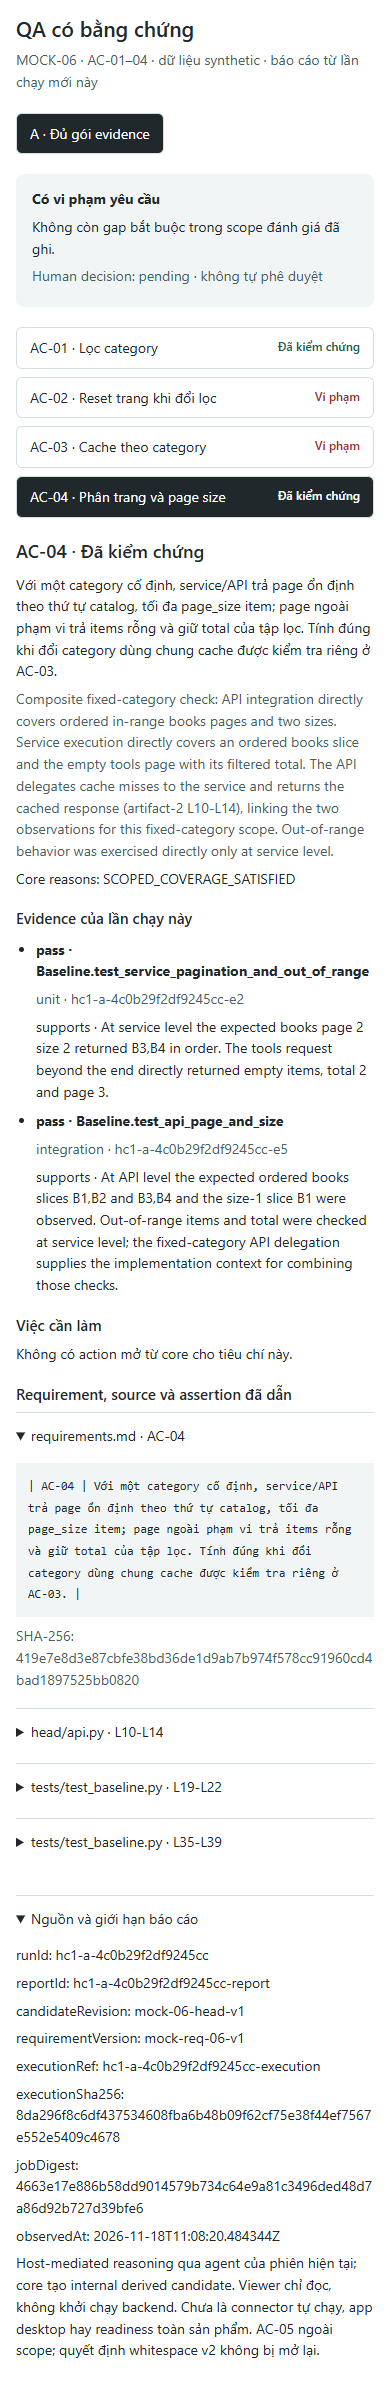 QA có bằng chứng
MOCK-06 · AC-01–04 · dữ liệu synthetic · báo cáo từ lần
chạy mới này
A · Đủ gói evidence
Có vi phạm yêu cầu
Không còn gap bắt buộc trong scope đánh giá đã
ghi.
Human decision: pending · không tự phê duyệt
AC-01 · Lọc category Đã kiểm chứng
AC-02 · Reset trang khi đổi lọc Vi phạm
AC-03 · Cache theo category Vi phạm
AC-04 · Phân trang và page size Đã kiểm chứng
AC-04 · Đã kiểm chứng
Với một category cố định, service/API trả page ổn định
theo thứ tự catalog, tối đa page_size item; page ngoài
phạm vi trả items rỗng và giữ total của tập lọc. Tính đúng
khi đổi category dùng chung cache được kiểm tra riêng ở
AC-03.
Composite fixed-category check: API integration directly
covers ordered in-range books pages and two sizes.
Service execution directly covers an ordered books slice
and the empty tools page with its filtered total. The API
delegates cache misses to the service and returns the
cached response (artifact-2 L10-L14), linking the two
observations for this fixed-category scope. Out-of-range
behavior was exercised directly only at service level.
Core reasons: SCOPED_COVERAGE_SATISFIED
Evidence của lần chạy này
• pass ·
Baseline.test_service_pagination_and_out_of_range
unit · hc1-a-4c0b29f2df9245cc-e2
supports · At service level the expected books page 2
size 2 returned B3,B4 in order. The tools request
beyond the end directly returned empty items, total 2
and page 3.
• pass · Baseline.test_api_page_and_size
integration · hc1-a-4c0b29f2df9245cc-e5
supports · At API level the expected ordered books
slices B1,B2 and B3,B4 and the size-1 slice B1 were
observed. Out-of-range items and total were checked
at service level; the fixed-category API delegation
supplies the implementation context for combining
those checks.
Việc cần làm
Không có action mở từ core cho tiêu chí này.
Requirement, source và assertion đã dẫn
▼ requirements.md · AC-04
| AC-04 | Với một category cố định, service/API
trả page ổn định theo thứ tự catalog, tối đa
page_size item; page ngoài phạm vi trả items rỗng
và giữ total của tập lọc. Tính đúng khi đổi
category dùng chung cache được kiểm tra riêng ở
AC-03. |
SHA-256:
419e7e8d3e87cbfe38bd36de1d9ab7b974f578cc91960cd4
bad1897525bb0820
▶ head/api.py · L10-L14
▶ tests/test_baseline.py · L19-L22
▶ tests/test_baseline.py · L35-L39
▼ Nguồn và giới hạn báo cáo
runId: hc1-a-4c0b29f2df9245cc
reportId: hc1-a-4c0b29f2df9245cc-report
candidateRevision: mock-06-head-v1
requirementVersion: mock-req-06-v1
executionRef: hc1-a-4c0b29f2df9245cc-execution
executionSha256:
8da296f8c6df437534608fba6b48b09f62cf75e38f44ef7567
e552e5409c4678
jobDigest:
4663e17e886b58dd9014579b734c64e9a81c3496ded48d7
a86d92b727d39bfe6
observedAt: 2026-11-18T11:08:20.484344Z
Host-mediated reasoning qua agent của phiên hiện tại;
core tạo internal derived candidate. Viewer chỉ đọc,
không khởi chạy backend. Chưa là connector tự chạy, app
desktop hay readiness toàn sản phẩm. AC-05 ngoài
scope; quyết định whitespace v2 không bị mở lại.